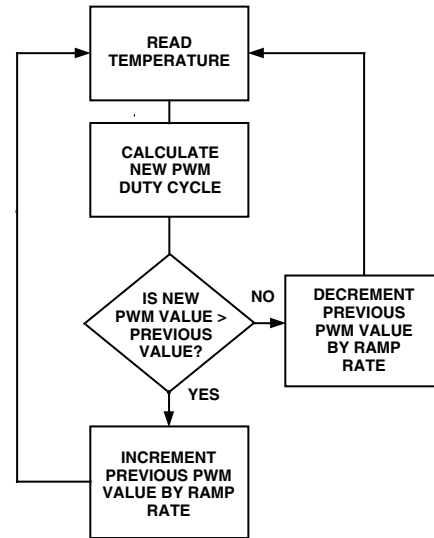 READ
TEMPERATURE
CALCULATE
NEW PWM
DUTY CYCLE
IS NEW
PWM VALUE >
PREVIOUS
VALUE?
NO
DECREMENT
PREVIOUS
PWM VALUE
BY RAMP
RATE
YES
INCREMENT
PREVIOUS PWM
VALUE BY RAMP
RATE